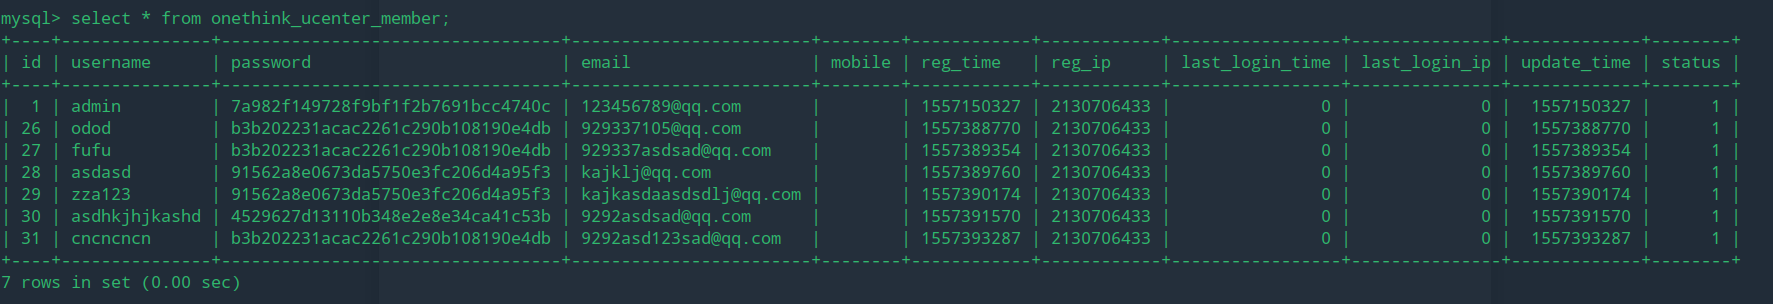 mysql> select * from onethink_ucenter_member;
+----+---------------+----------------------------------+------------------------+--------+------------+------------+-----------------+---------------+-------------+--------+
| id | username      | password                         | email                  | mobile | reg_time   | reg_ip     | last_login_time | last_login_ip | update_time | status |
+----+---------------+----------------------------------+------------------------+--------+------------+------------+-----------------+---------------+-------------+--------+
|  1 | admin         | 7a982f149728f9bf1f2b7691bcc4740c | 123456789@qq.com       |        | 1557150327 | 2130706433 |               0 |             0 |  1557150327 |      1 |
| 26 | odod          | b3b202231acac2261c290b108190e4db | 929337105@qq.com       |        | 1557388770 | 2130706433 |               0 |             0 |  1557388770 |      1 |
| 27 | fufu          | b3b202231acac2261c290b108190e4db | 929337asdsad@qq.com    |        | 1557389354 | 2130706433 |               0 |             0 |  1557389354 |      1 |
| 28 | asdasd        | 91562a8e0673da5750e3fc206d4a95f3 | kajklj@qq.com          |        | 1557389760 | 2130706433 |               0 |             0 |  1557389760 |      1 |
| 29 | zza123        | 91562a8e0673da5750e3fc206d4a95f3 | kajkasdaasdsdlj@qq.com |        | 1557390174 | 2130706433 |               0 |             0 |  1557390174 |      1 |
| 30 | asdhkjhjkashd | 4529627d13110b348e2e8e34ca41c53b | 9292asdsad@qq.com      |        | 1557391570 | 2130706433 |               0 |             0 |  1557391570 |      1 |
| 31 | cncncncn      | b3b202231acac2261c290b108190e4db | 9292asd123sad@qq.com   |        | 1557393287 | 2130706433 |               0 |             0 |  1557393287 |      1 |
+----+---------------+----------------------------------+------------------------+--------+------------+------------+-----------------+---------------+-------------+--------+
7 rows in set (0.00 sec)